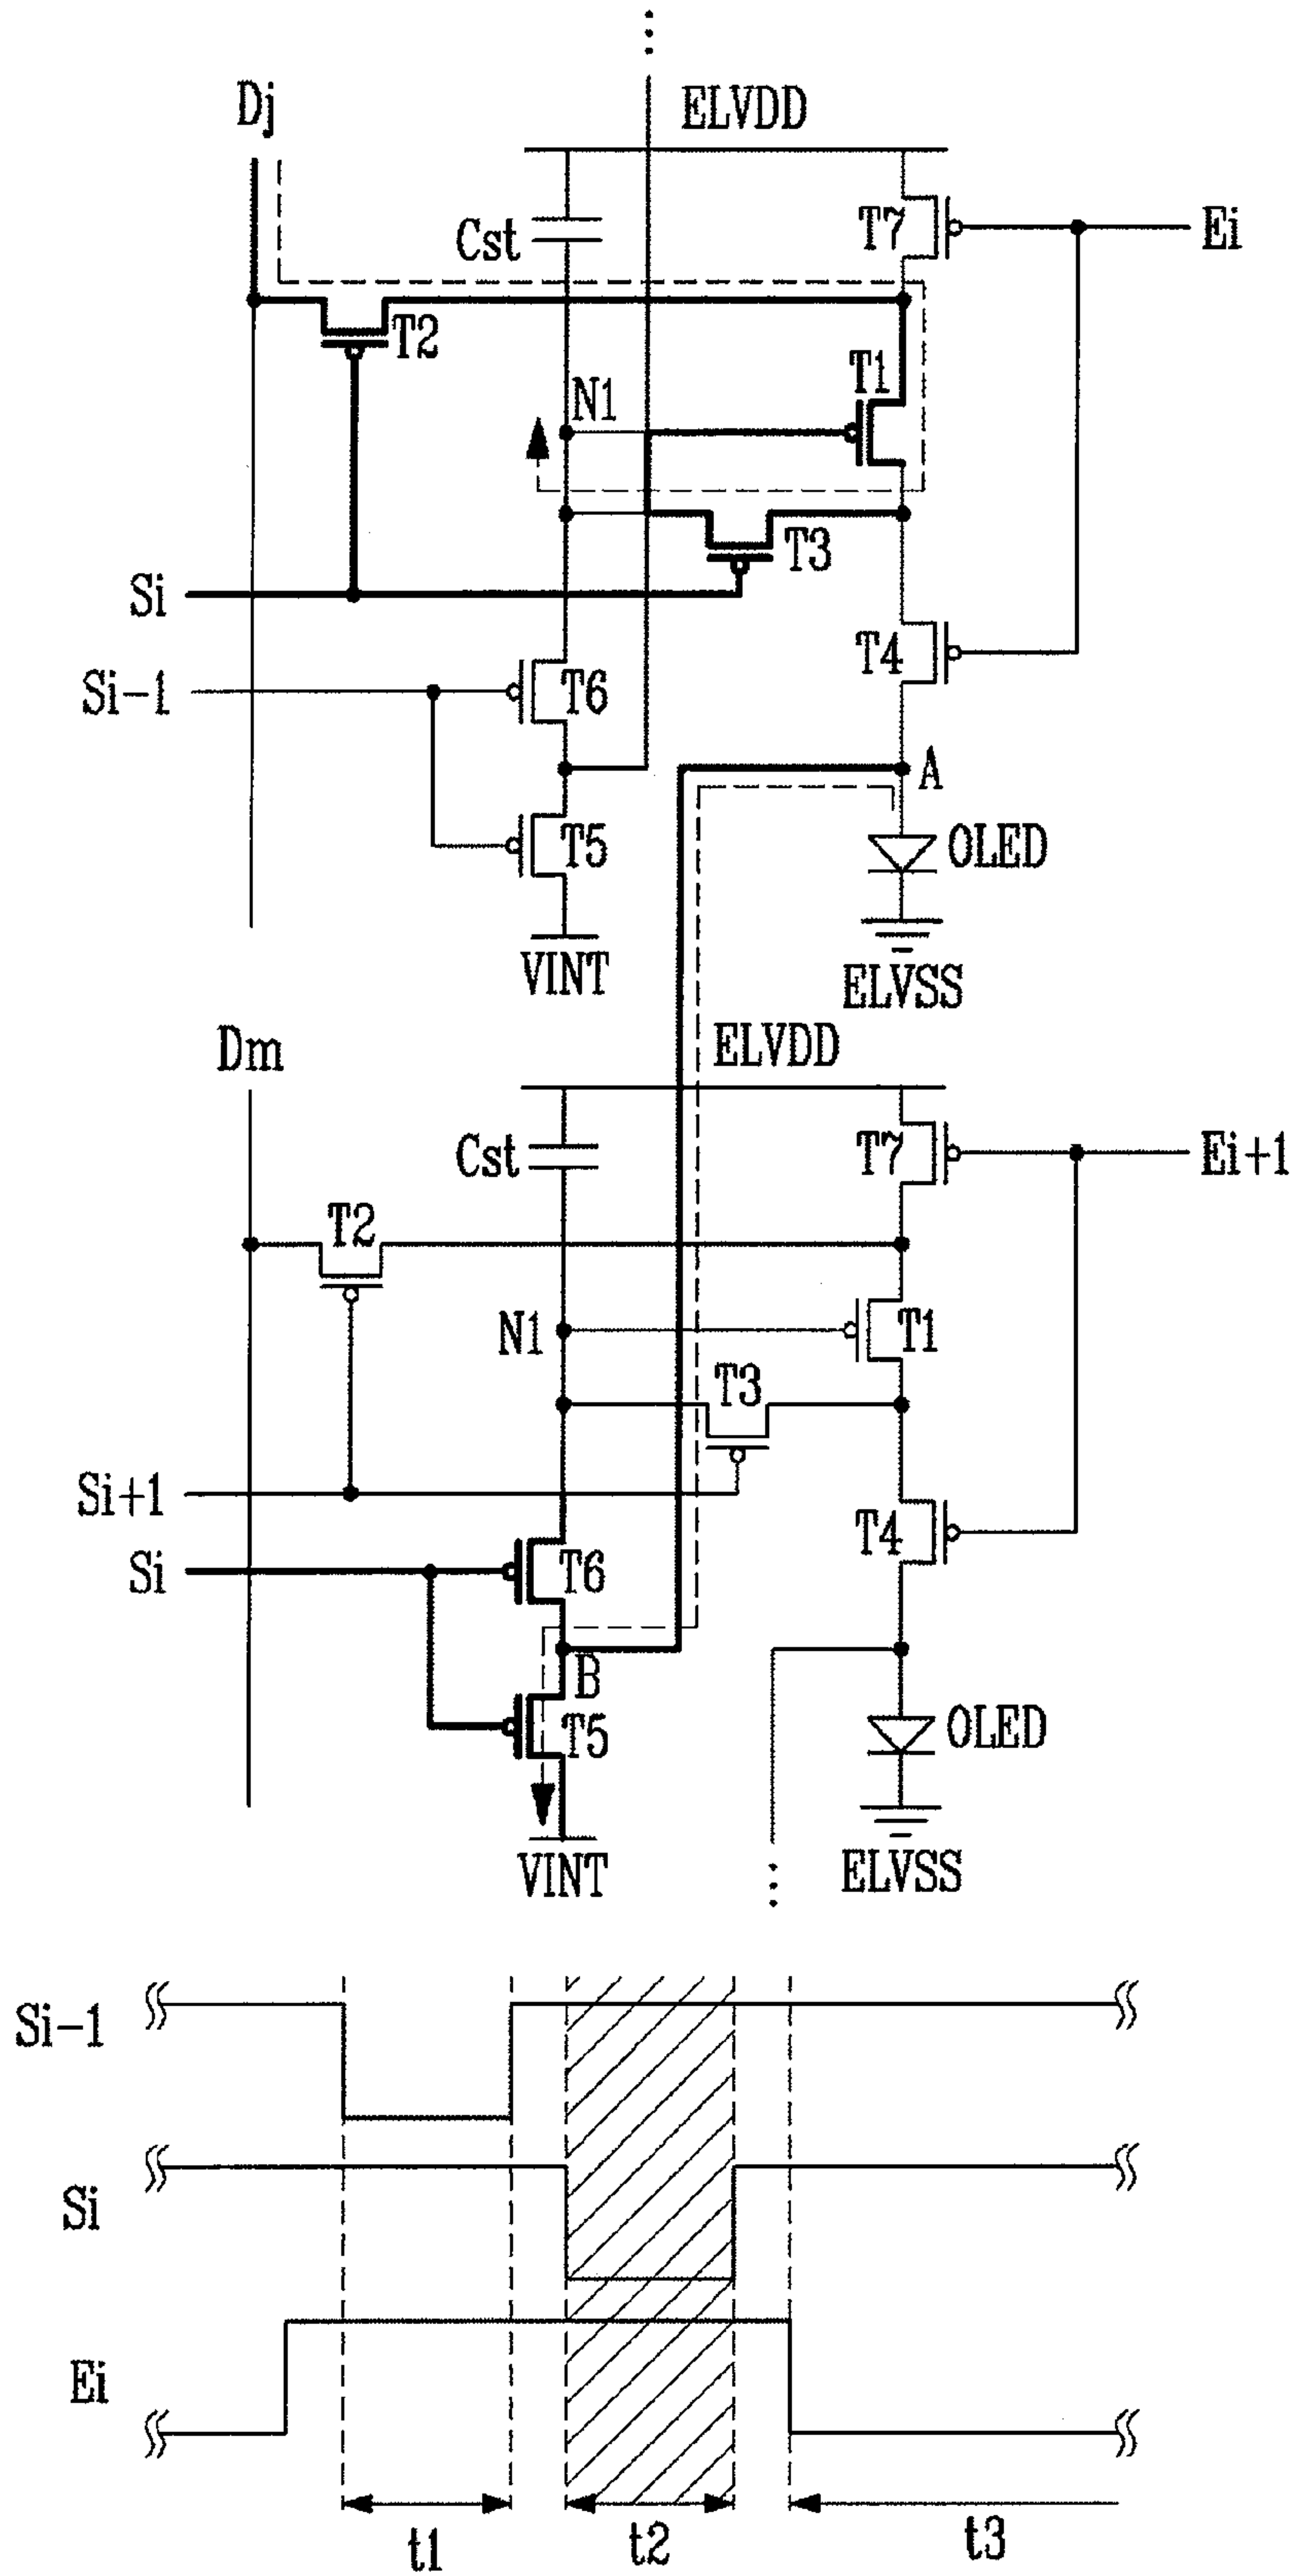 Dj
ELVDD
Cst
T7
Ei
T2
T1
N1
T3
Si
T4
Si-1
T6
A
T5
OLED
VINT
ELVSS
Dm
ELVDD
Cst
T7
Ei+1
T2
N1
T1
T3
Si+1
T4
Si
T6
B
T5
OLED
VINT
ELVSS
Si-1
Si
Ei
t1
t2
t3